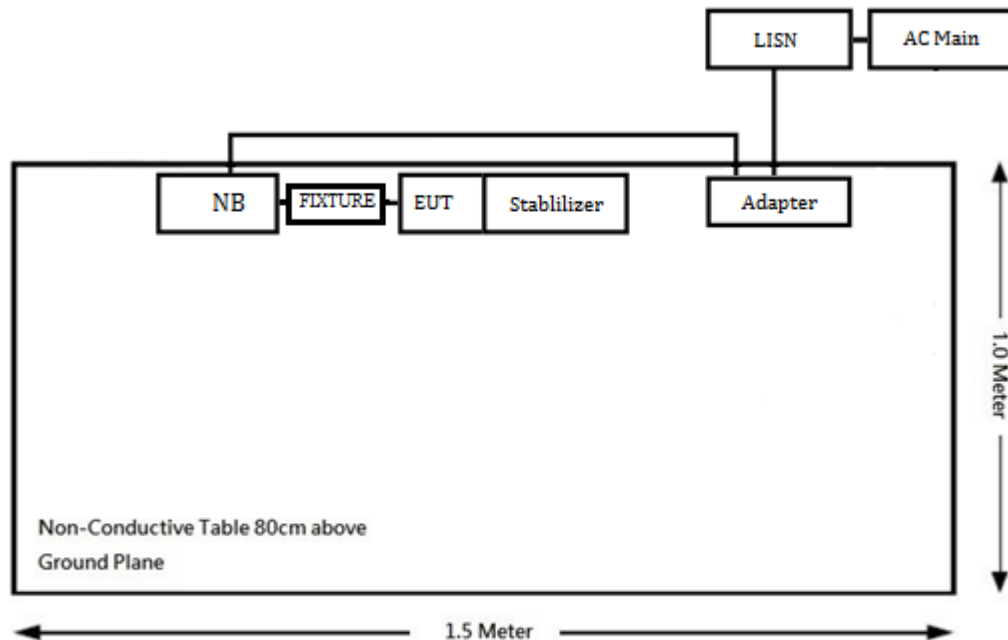 LISN
AC Main
NB
FIXTURE
EUT
Stablilizer
Adapter
1.0 Meter
Non-Conductive Table 80cm above
Ground Plane
1.5 Meter